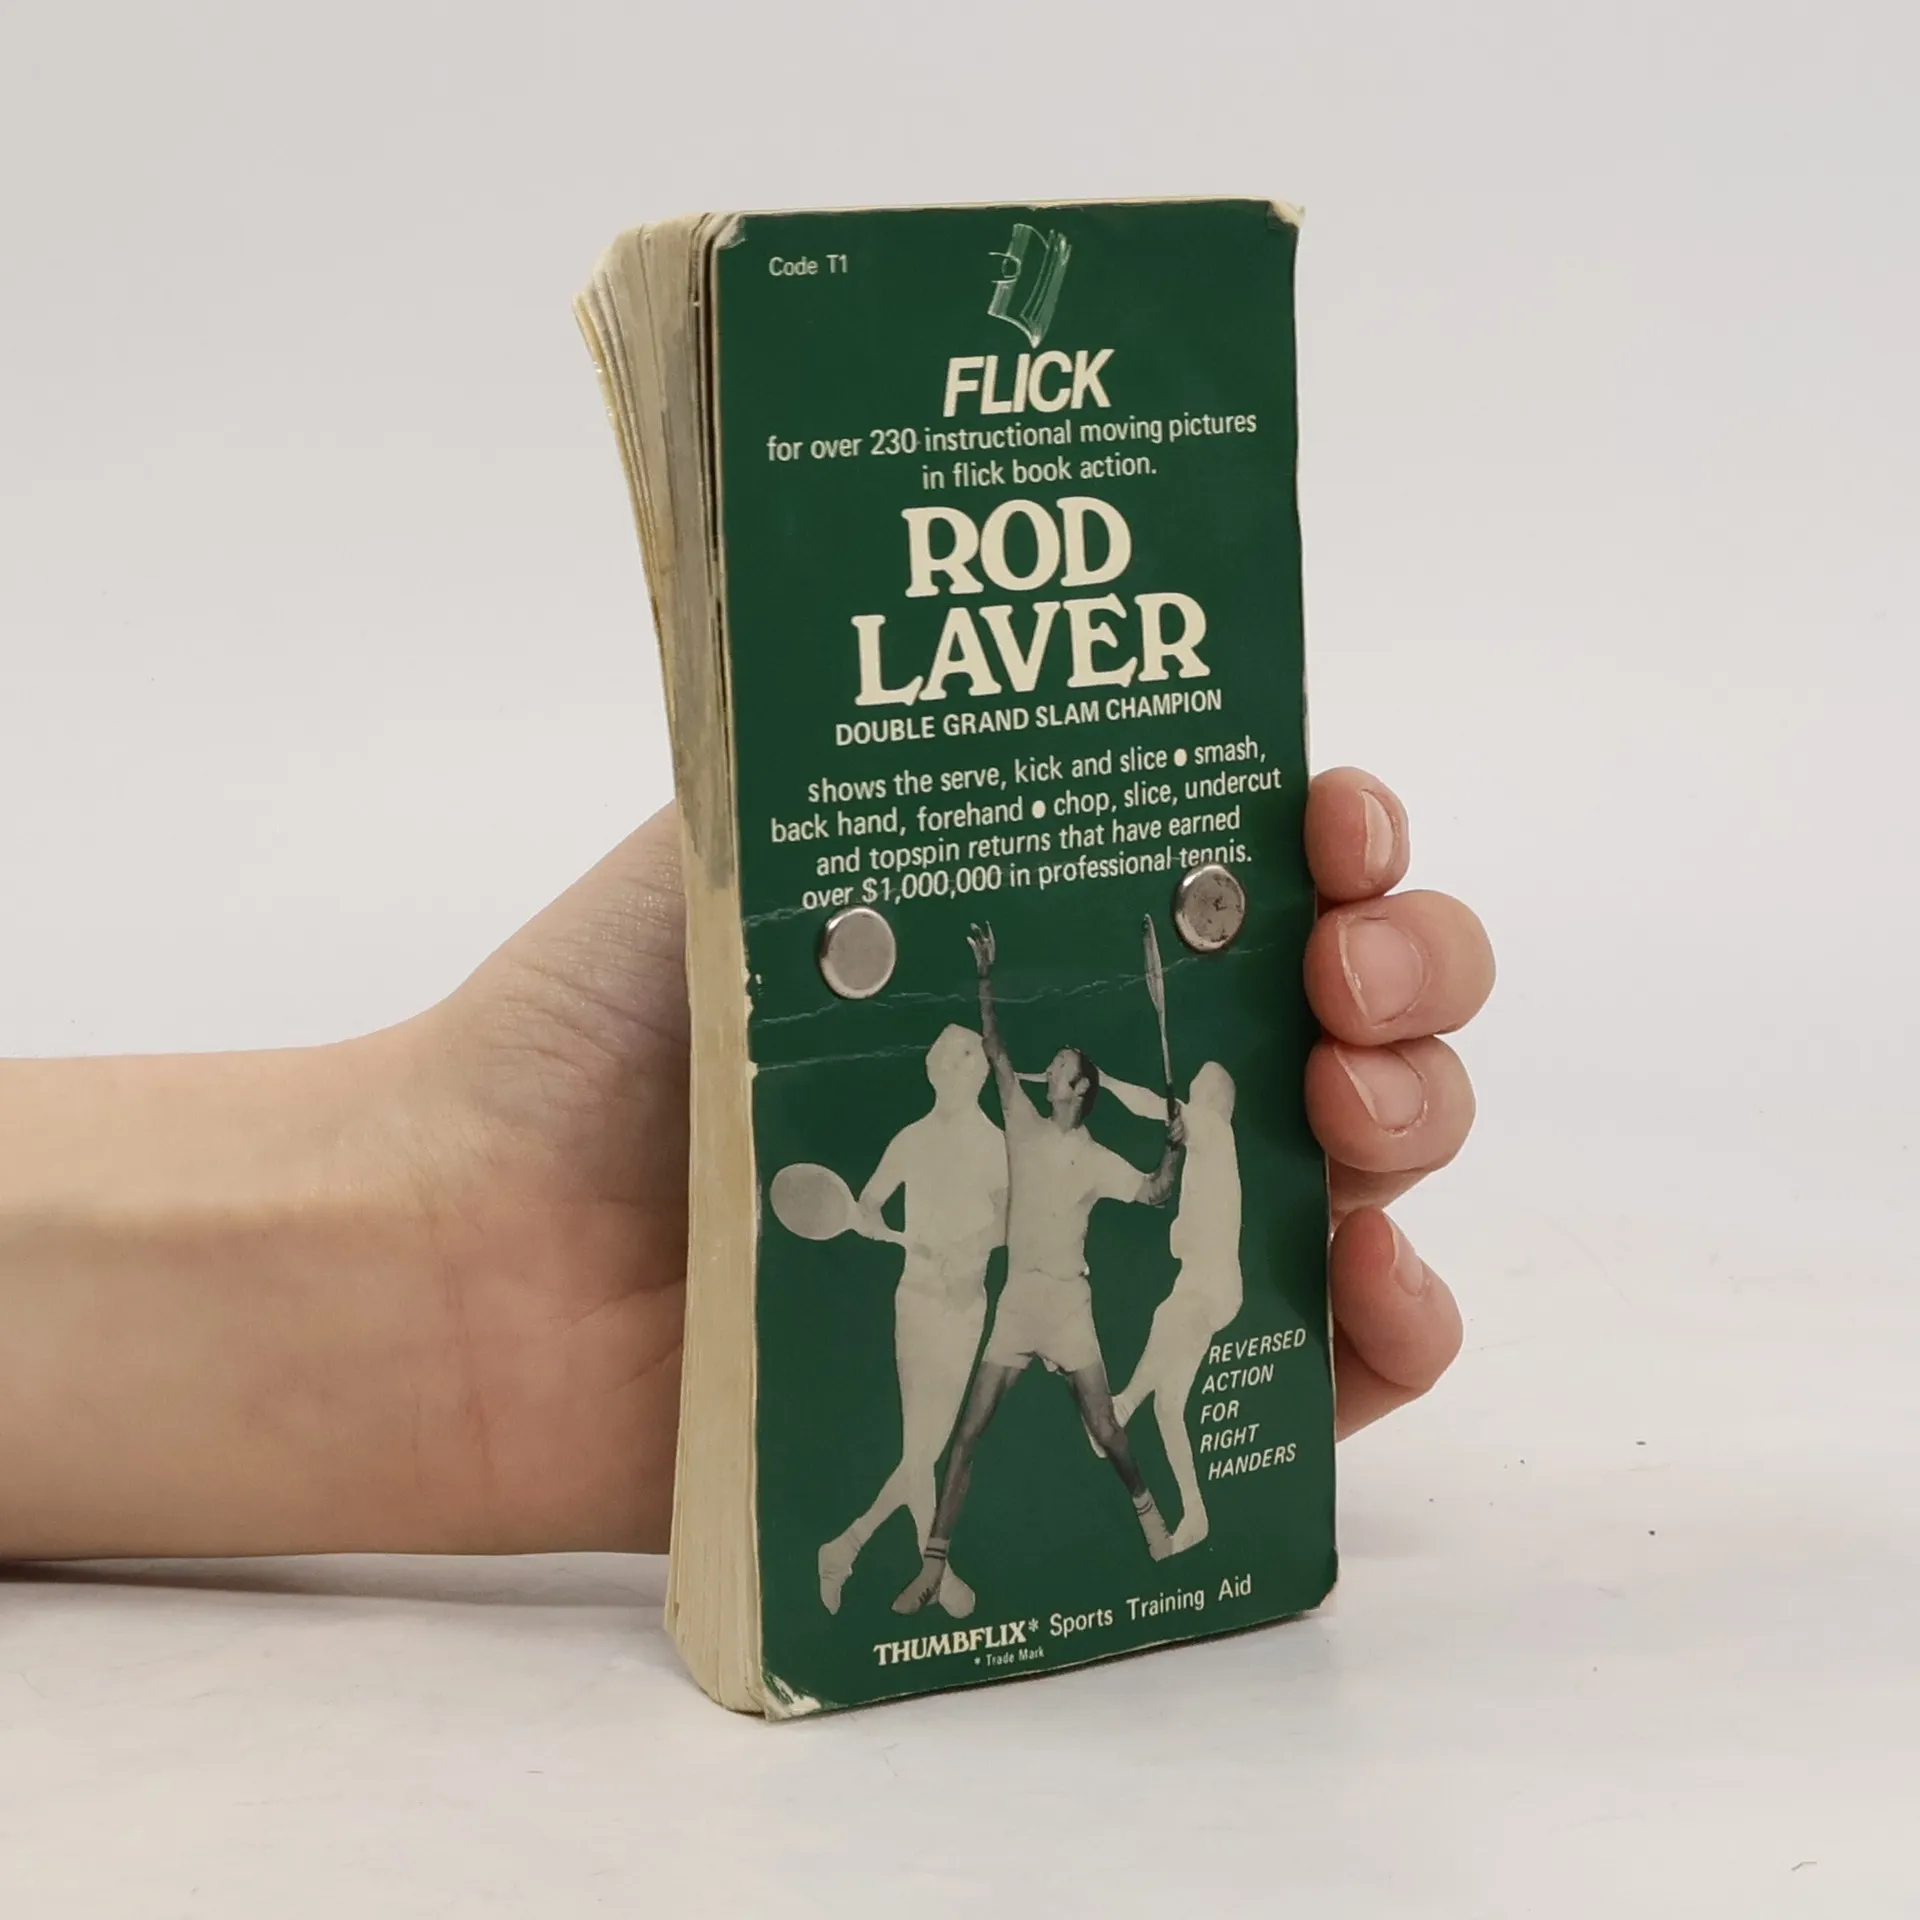 Code T1
FLICK
for over 230 instructional moving pictures
in flick book action.
ROD
LAVER
DOUBLE GRAND SLAM CHAMPION
shows the serve, kick and slice ● smash,
back hand, forehand ● chop, slice, undercut
and topspin returns that have earned
over $1,000,000 in professional tennis.
REVERSED
ACTION
FOR
RIGHT
HANDERS
THUMBFLIX* Sports Training Aid
* Trade Mark